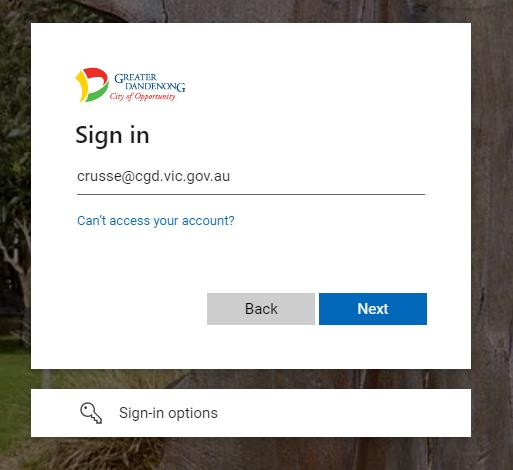 GREATER
DANDENONG
City of Opportunity
Sign in
crusse@cgd.vic.gov.au
Can't access your account?
Back
Next
Sign-in options